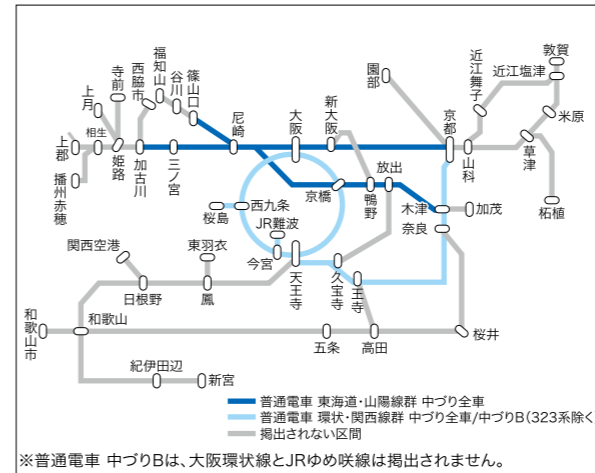 敦賀
近江塩津
近江舞子
園部
福知山
西脇市
寺前
上月
谷川
篠山口
米原
新大阪
大阪
京都
尼崎
相生
上郡
姫路
加古川
三ノ宮
山科
草津
播州赤穂
放出
京橋
鴨野
木津
加茂
柘植
桜島
西九条
JR難波
奈良
関西空港
東羽衣
今宮
天王寺
久宝寺
王寺
日根野
鳳
和歌山市
和歌山
五条
高田
桜井
紀伊田辺
新宮
普通電車 東海道・山陽線群 中づり全車
普通電車 環状・関西線群 中づり全車/中づりB(323系除く)
掲出されない区間
※普通電車 中づりBは、大阪環状線とJRゆめ咲線は掲出されません。